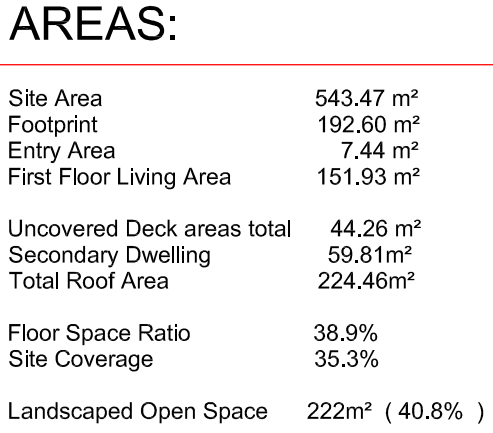 AREAS:
Site Area 543.47 m²
Footprint 192.60 m²
Entry Area 7.44 m²
First Floor Living Area 151.93 m²
Uncovered Deck areas total 44.26 m²
Secondary Dwelling 59.81m²
Total Roof Area 224.46m²
Floor Space Ratio 38.9%
Site Coverage 35.3%
Landscaped Open Space 222m² ( 40.8% )